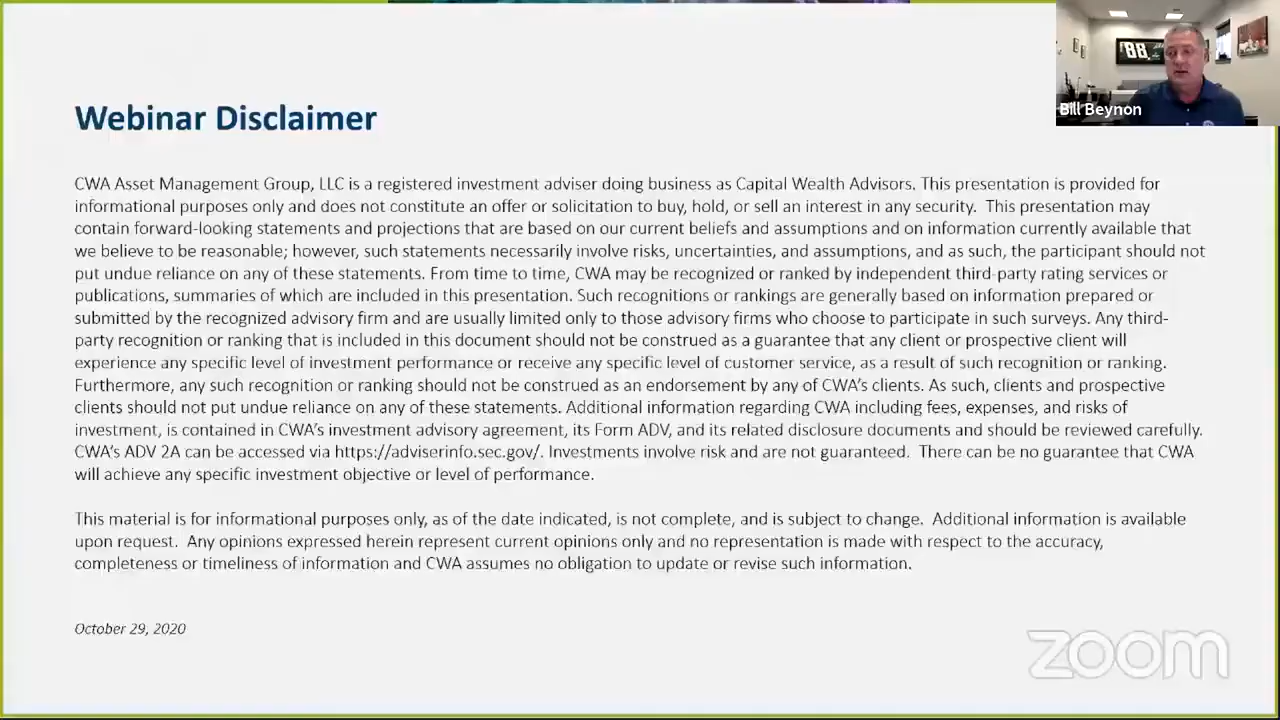 88
Bill Beynon
Webinar Disclaimer
CWA Asset Management Group, LLC is a registered investment adviser doing business as Capital Wealth Advisors. This presentation is provided for
informational purposes only and does not constitute an offer or solicitation to buy, hold, or sell an interest in any security.  This presentation may
contain forward-looking statements and projections that are based on our current beliefs and assumptions and on information currently available that
we believe to be reasonable; however, such statements necessarily involve risks, uncertainties, and assumptions, and as such, the participant should not
put undue reliance on any of these statements. From time to time, CWA may be recognized or ranked by independent third-party rating services or
publications, summaries of which are included in this presentation. Such recognitions or rankings are generally based on information prepared or
submitted by the recognized advisory firm and are usually limited only to those advisory firms who choose to participate in such surveys. Any third-
party recognition or ranking that is included in this document should not be construed as a guarantee that any client or prospective client will
experience any specific level of investment performance or receive any specific level of customer service, as a result of such recognition or ranking.
Furthermore, any such recognition or ranking should not be construed as an endorsement by any of CWA's clients. As such, clients and prospective
clients should not put undue reliance on any of these statements. Additional information regarding CWA including fees, expenses, and risks of
investment, is contained in CWA's investment advisory agreement, its Form ADV, and its related disclosure documents and should be reviewed carefully.
CWA's ADV 2A can be accessed via https://adviserinfo.sec.gov/. Investments involve risk and are not guaranteed.  There can be no guarantee that CWA
will achieve any specific investment objective or level of performance.
This material is for informational purposes only, as of the date indicated, is not complete, and is subject to change.  Additional information is available
upon request.  Any opinions expressed herein represent current opinions only and no representation is made with respect to the accuracy,
completeness or timeliness of information and CWA assumes no obligation to update or revise such information.
October 29, 2020
zoom